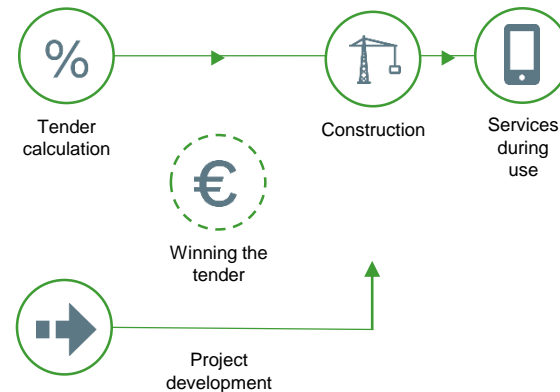 %
Tender
calculation
Construction
Services
during
use
€
Winning the
tender
Project
development